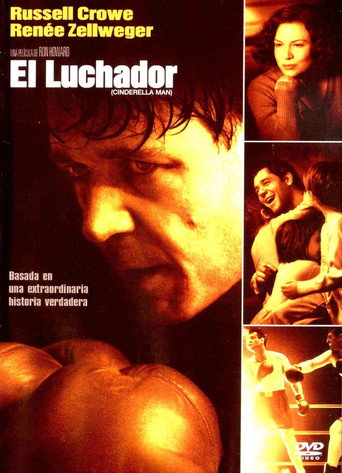 Russell Crowe
Renée Zellweger
UNA PELÍCULA DE RON HOWARD
El Luchador
(CINDERELLA MAN)
Basada en
una extraordinaria
historia verdadera
DVD
VIDEO